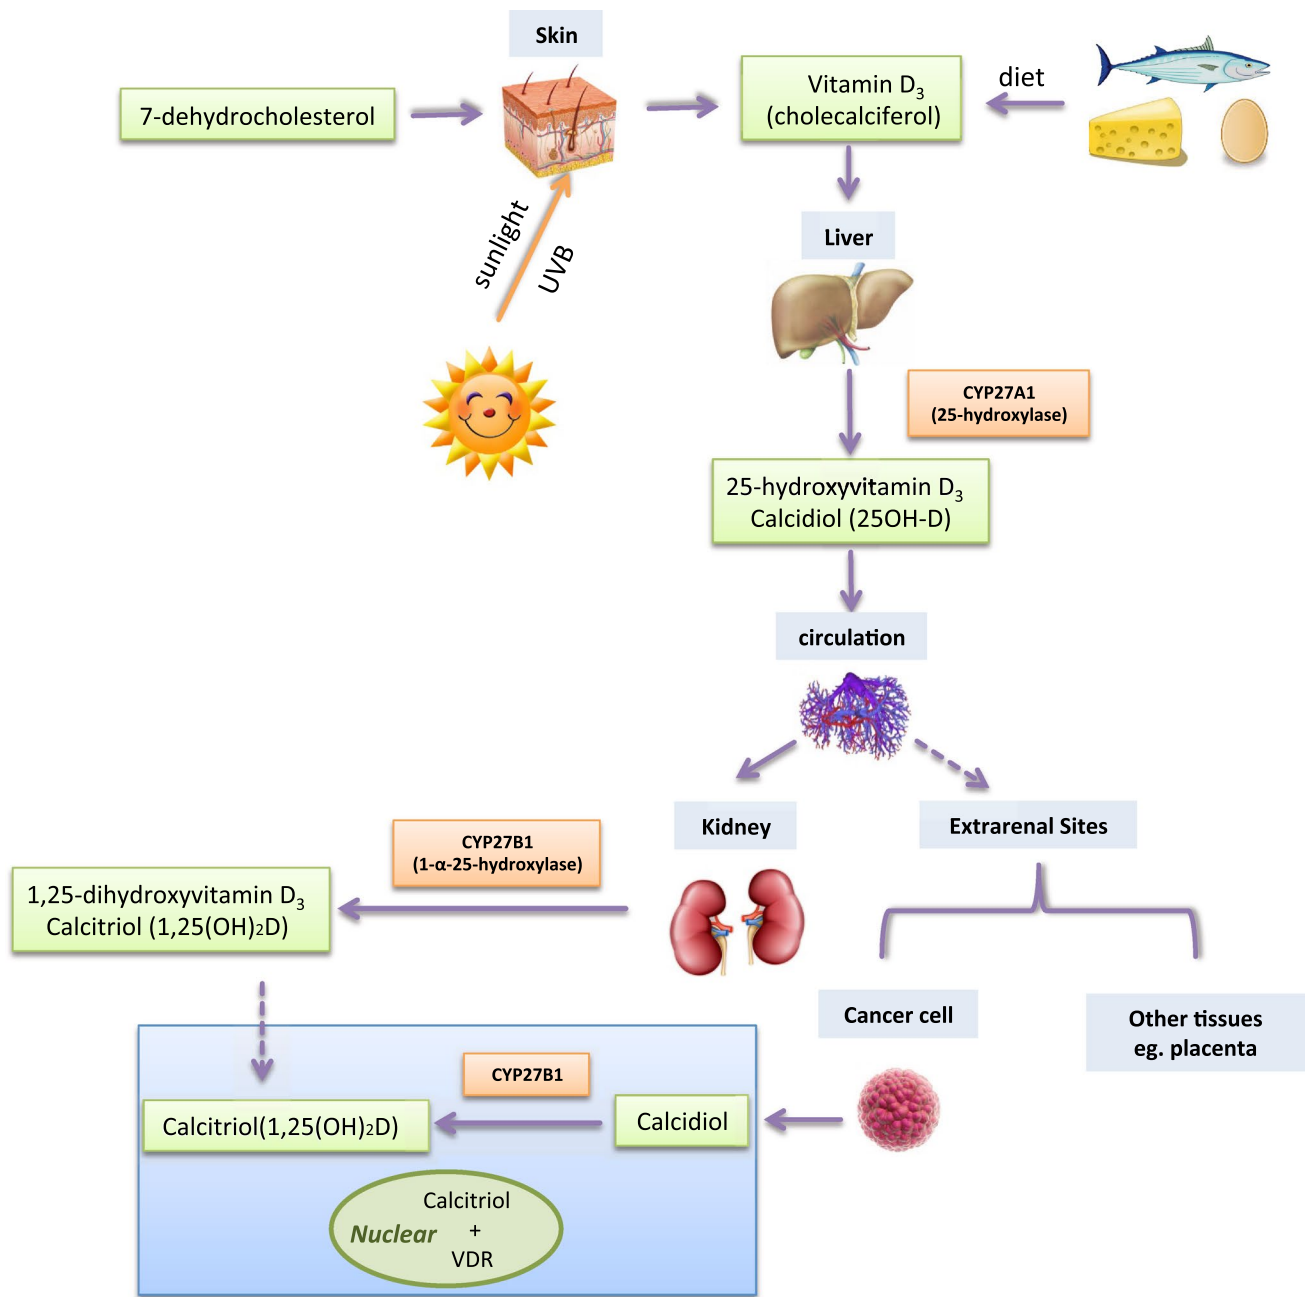 Skin
7-dehydrocholesterol
Vitamin D₃
(cholecalciferol)
diet
sunlight
UVB
Liver
CYP27A1
(25-hydroxylase)
25-hydroxyvitamin D₃
Calcidiol (25OH-D)
circulation
Kidney
Extrarenal Sites
CYP27B1
(1-α-25-hydroxylase)
1,25-dihydroxyvitamin D₃
Calcitriol (1,25(OH)₂D)
Cancer cell
Other tissues
eg. placenta
CYP27B1
Calcitriol(1,25(OH)₂D)
Calcidiol
Calcitriol
Nuclear +
VDR